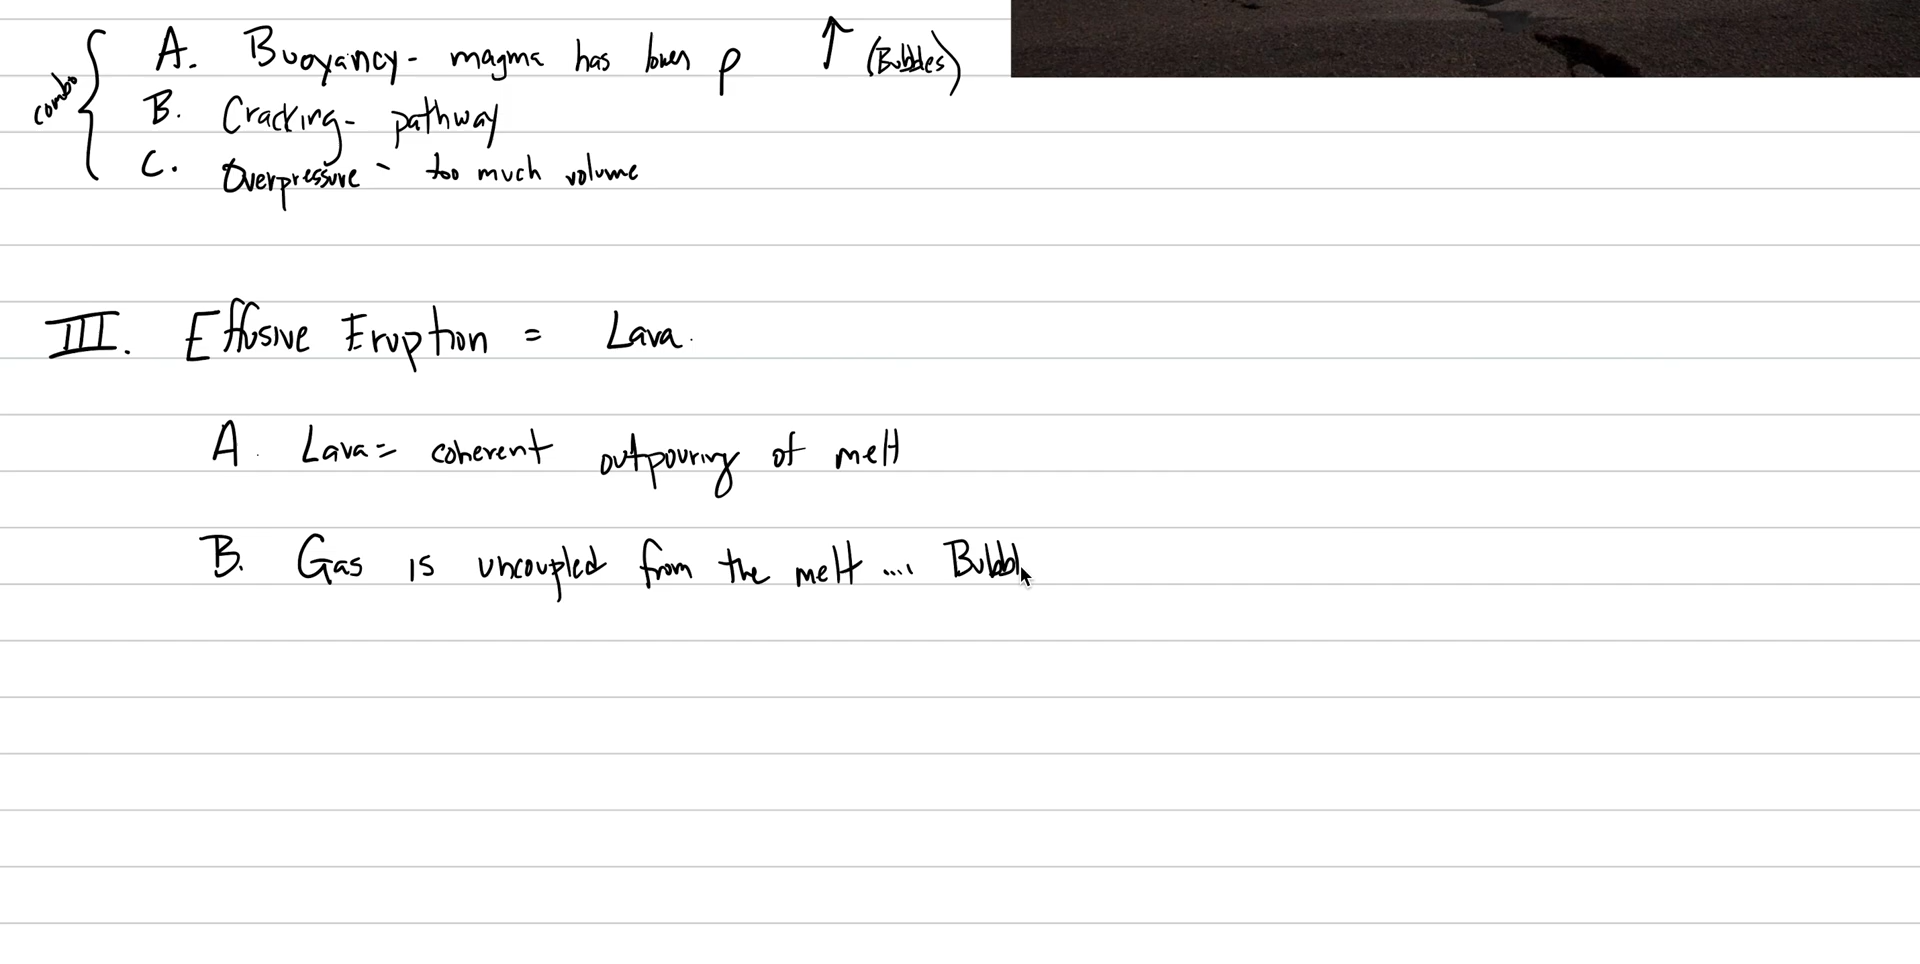 combo
A. Buoyancy - magma has lower ρ ↑ (Bubbles)
B. Cracking - pathway
C. Overpressure - too much volume
III. Effusive Eruption = Lava.
A. Lava = coherent outpouring of melt
B. Gas is uncoupled from the melt .... Bubbl